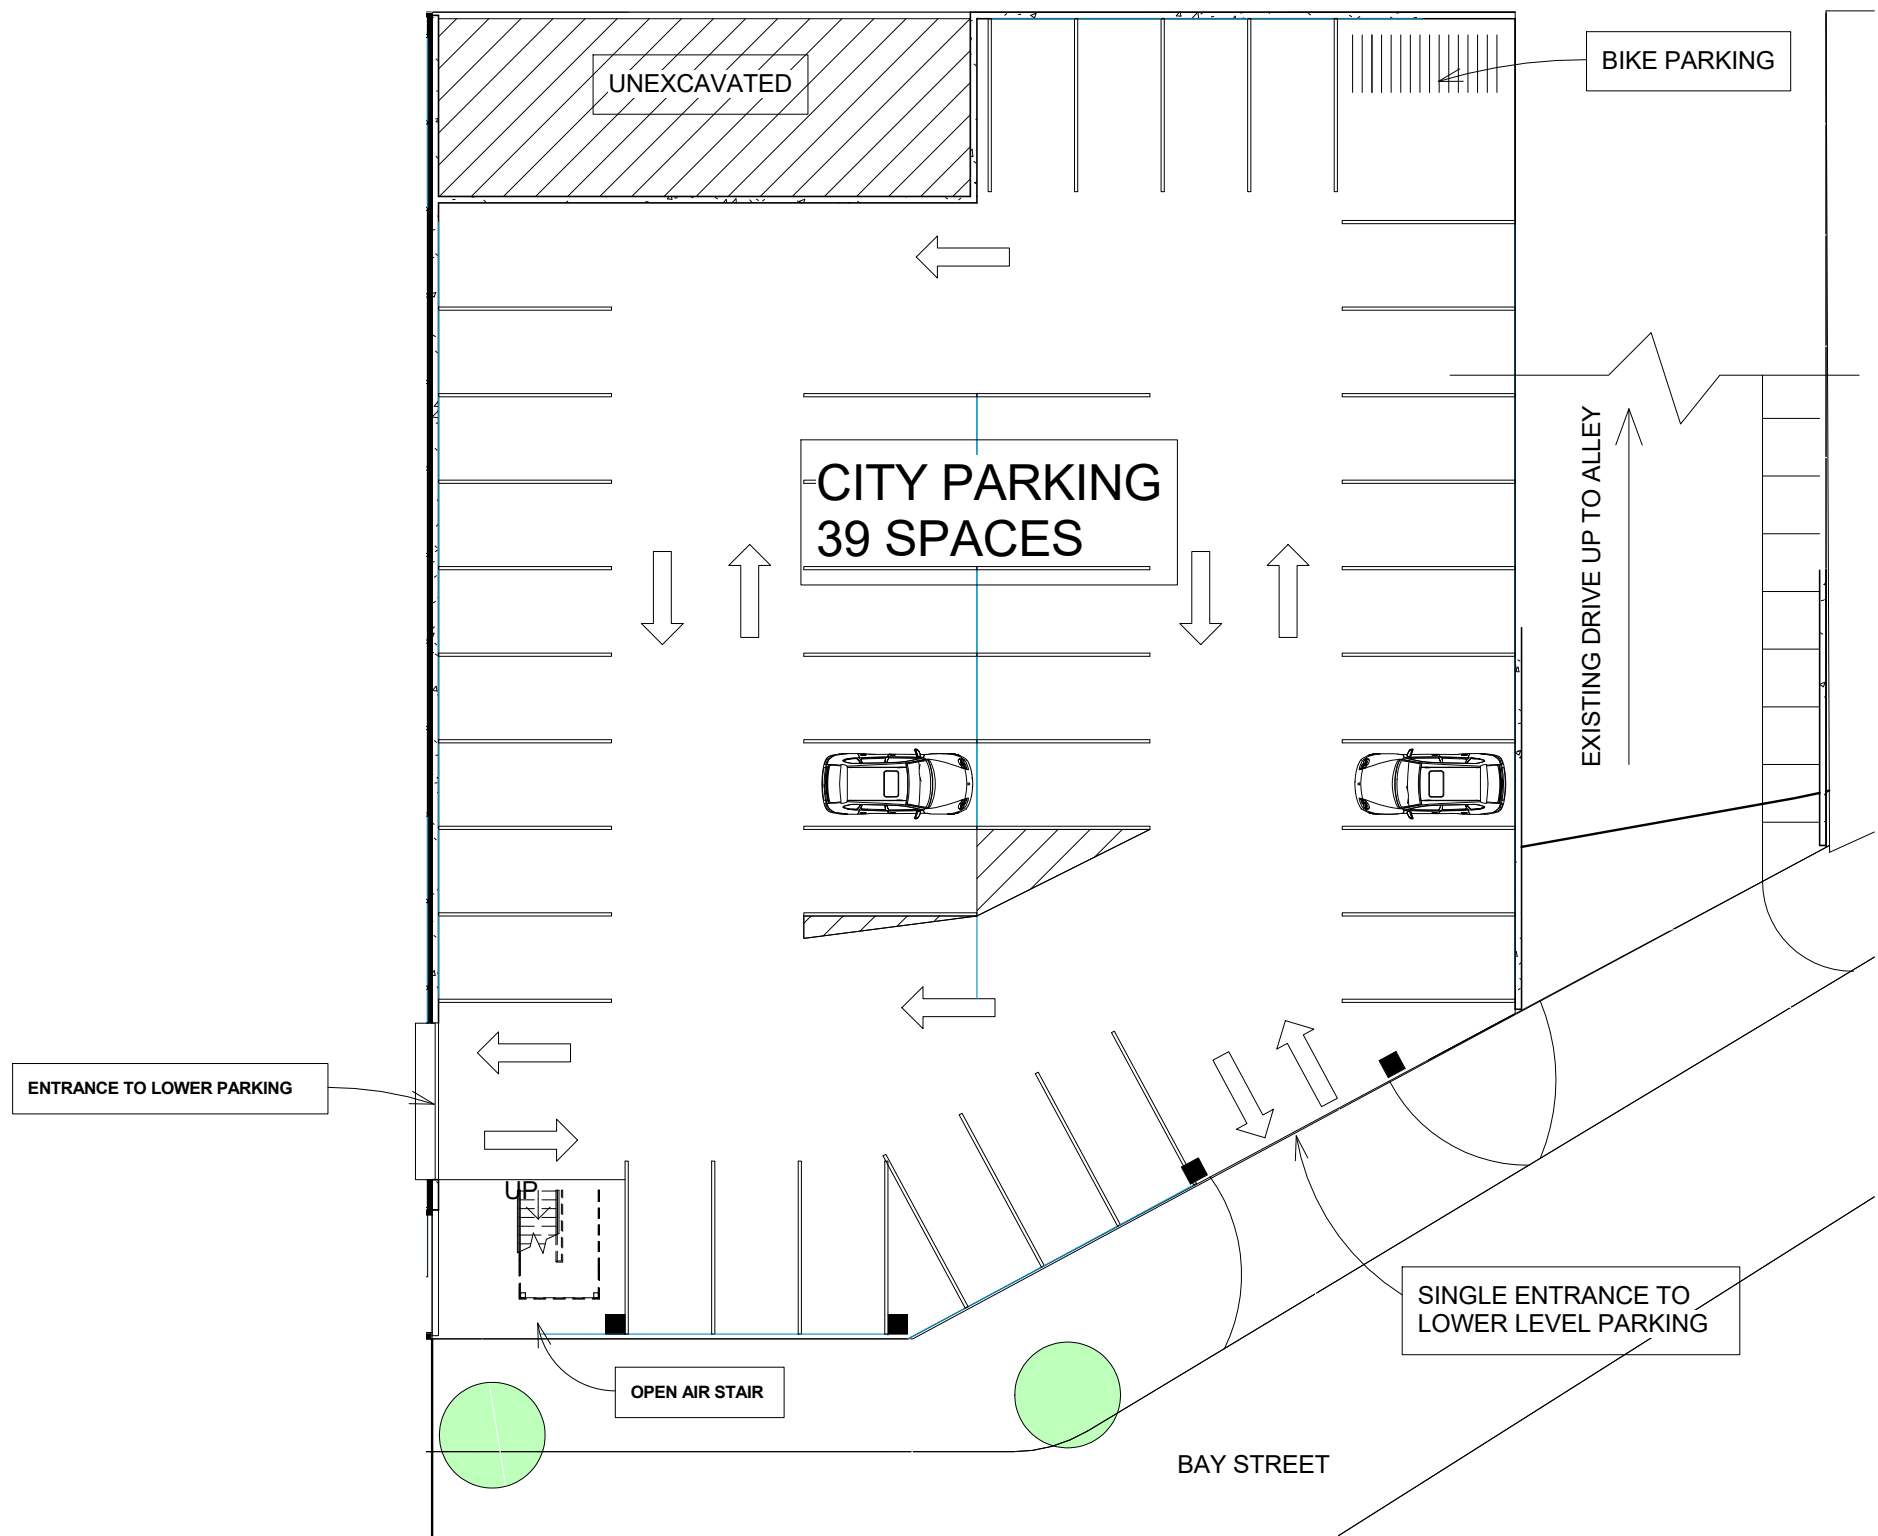 UNEXCAVATED
BIKE PARKING
CITY PARKING
39 SPACES
EXISTING DRIVE UP TO ALLEY
ENTRANCE TO LOWER PARKING
UP
SINGLE ENTRANCE TO
LOWER LEVEL PARKING
OPEN AIR STAIR
BAY STREET